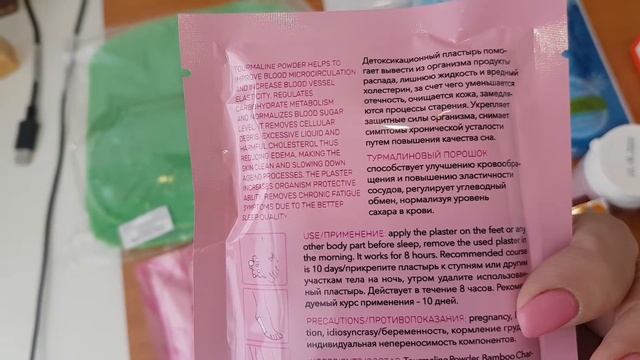 TOURMALINE POWDER HELPS TO
IMPROVE BLOOD MICROCIRCULATION
AND INCREASE BLOOD VESSEL
ELASTICITY, REGULATES
CARBOHYDRATE METABOLISM
AND NORMALIZES BLOOD SUGAR
LEVEL. IT REMOVES CELLULAR
DEBRIS, EXCESSIVE LIQUID AND
HARMFUL CHOLESTEROL THUS
REDUCING EDEMA, MAKING THE
SKIN CLEAN AND SLOWING DOWN
AGEING PROCESSES. THE PLASTER
INCREASES ORGANISM PROTECTIVE
ABILITY, REMOVES CHRONIC FATIGUE
SYMPTOMS DUE TO THE BETTER
SLEEP QUALITY
Детоксикационный пластырь помо-
гает вывести из организма продукты
распада, лишнюю жидкость и вредный
холестерин, за счет чего уменьшается
отечность, очищается кожа, замедля-
ются процессы старения. Укрепляет
защитные силы организма, снимает
симптомы хронической усталости
путем повышения качества сна.
ТУРМАЛИНОВЫЙ ПОРОШОК
способствует улучшению кровообра-
щения и повышению эластичности
сосудов, регулирует углеводный
обмен, нормализуя уровень
сахара в крови.
USE/ПРИМЕНЕНИЕ: apply the plaster on the feet or any
other body part before sleep, remove the used plaster in
the morning. It works for 8 hours. Recommended course
is 10 days/прикрепите пластырь к ступням или другим
участкам тела на ночь, утром удалите использован-
ный пластырь. Действует в течение 8 часов. Рекомен-
дуемый курс применения - 10 дней.
PRECAUTIONS/ПРОТИВОПОКАЗАНИЯ: pregnancy,
tion, idiosyncrasy/беременность, кормление груд
индивидуальная непереносимость компонентов.
Tourmaline Powder, Bamboo Char-